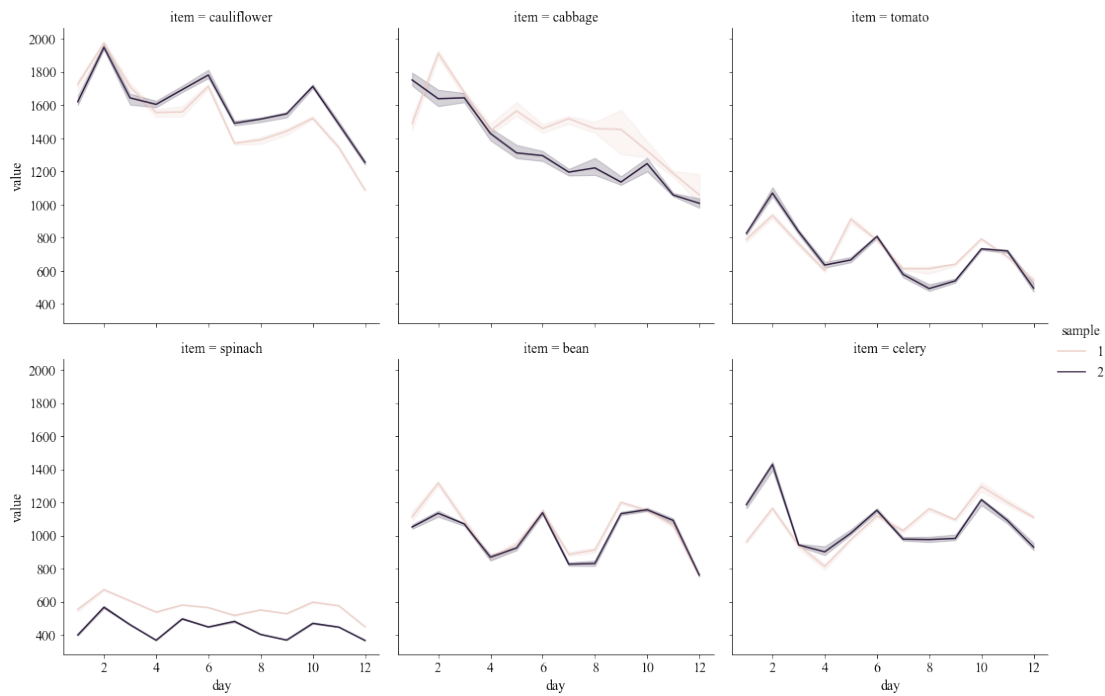 item = cauliflower
item = cabbage
item = tomato
2000
1800
1600
1400
1200
1000
800
600
400
value
2 4 6 8 10 12
2 4 6 8 10 12
2 4 6 8 10 12
item = spinach
item = bean
item = celery
2000
1800
1600
1400
1200
1000
800
600
400
value
day
day
day
sample
1
2